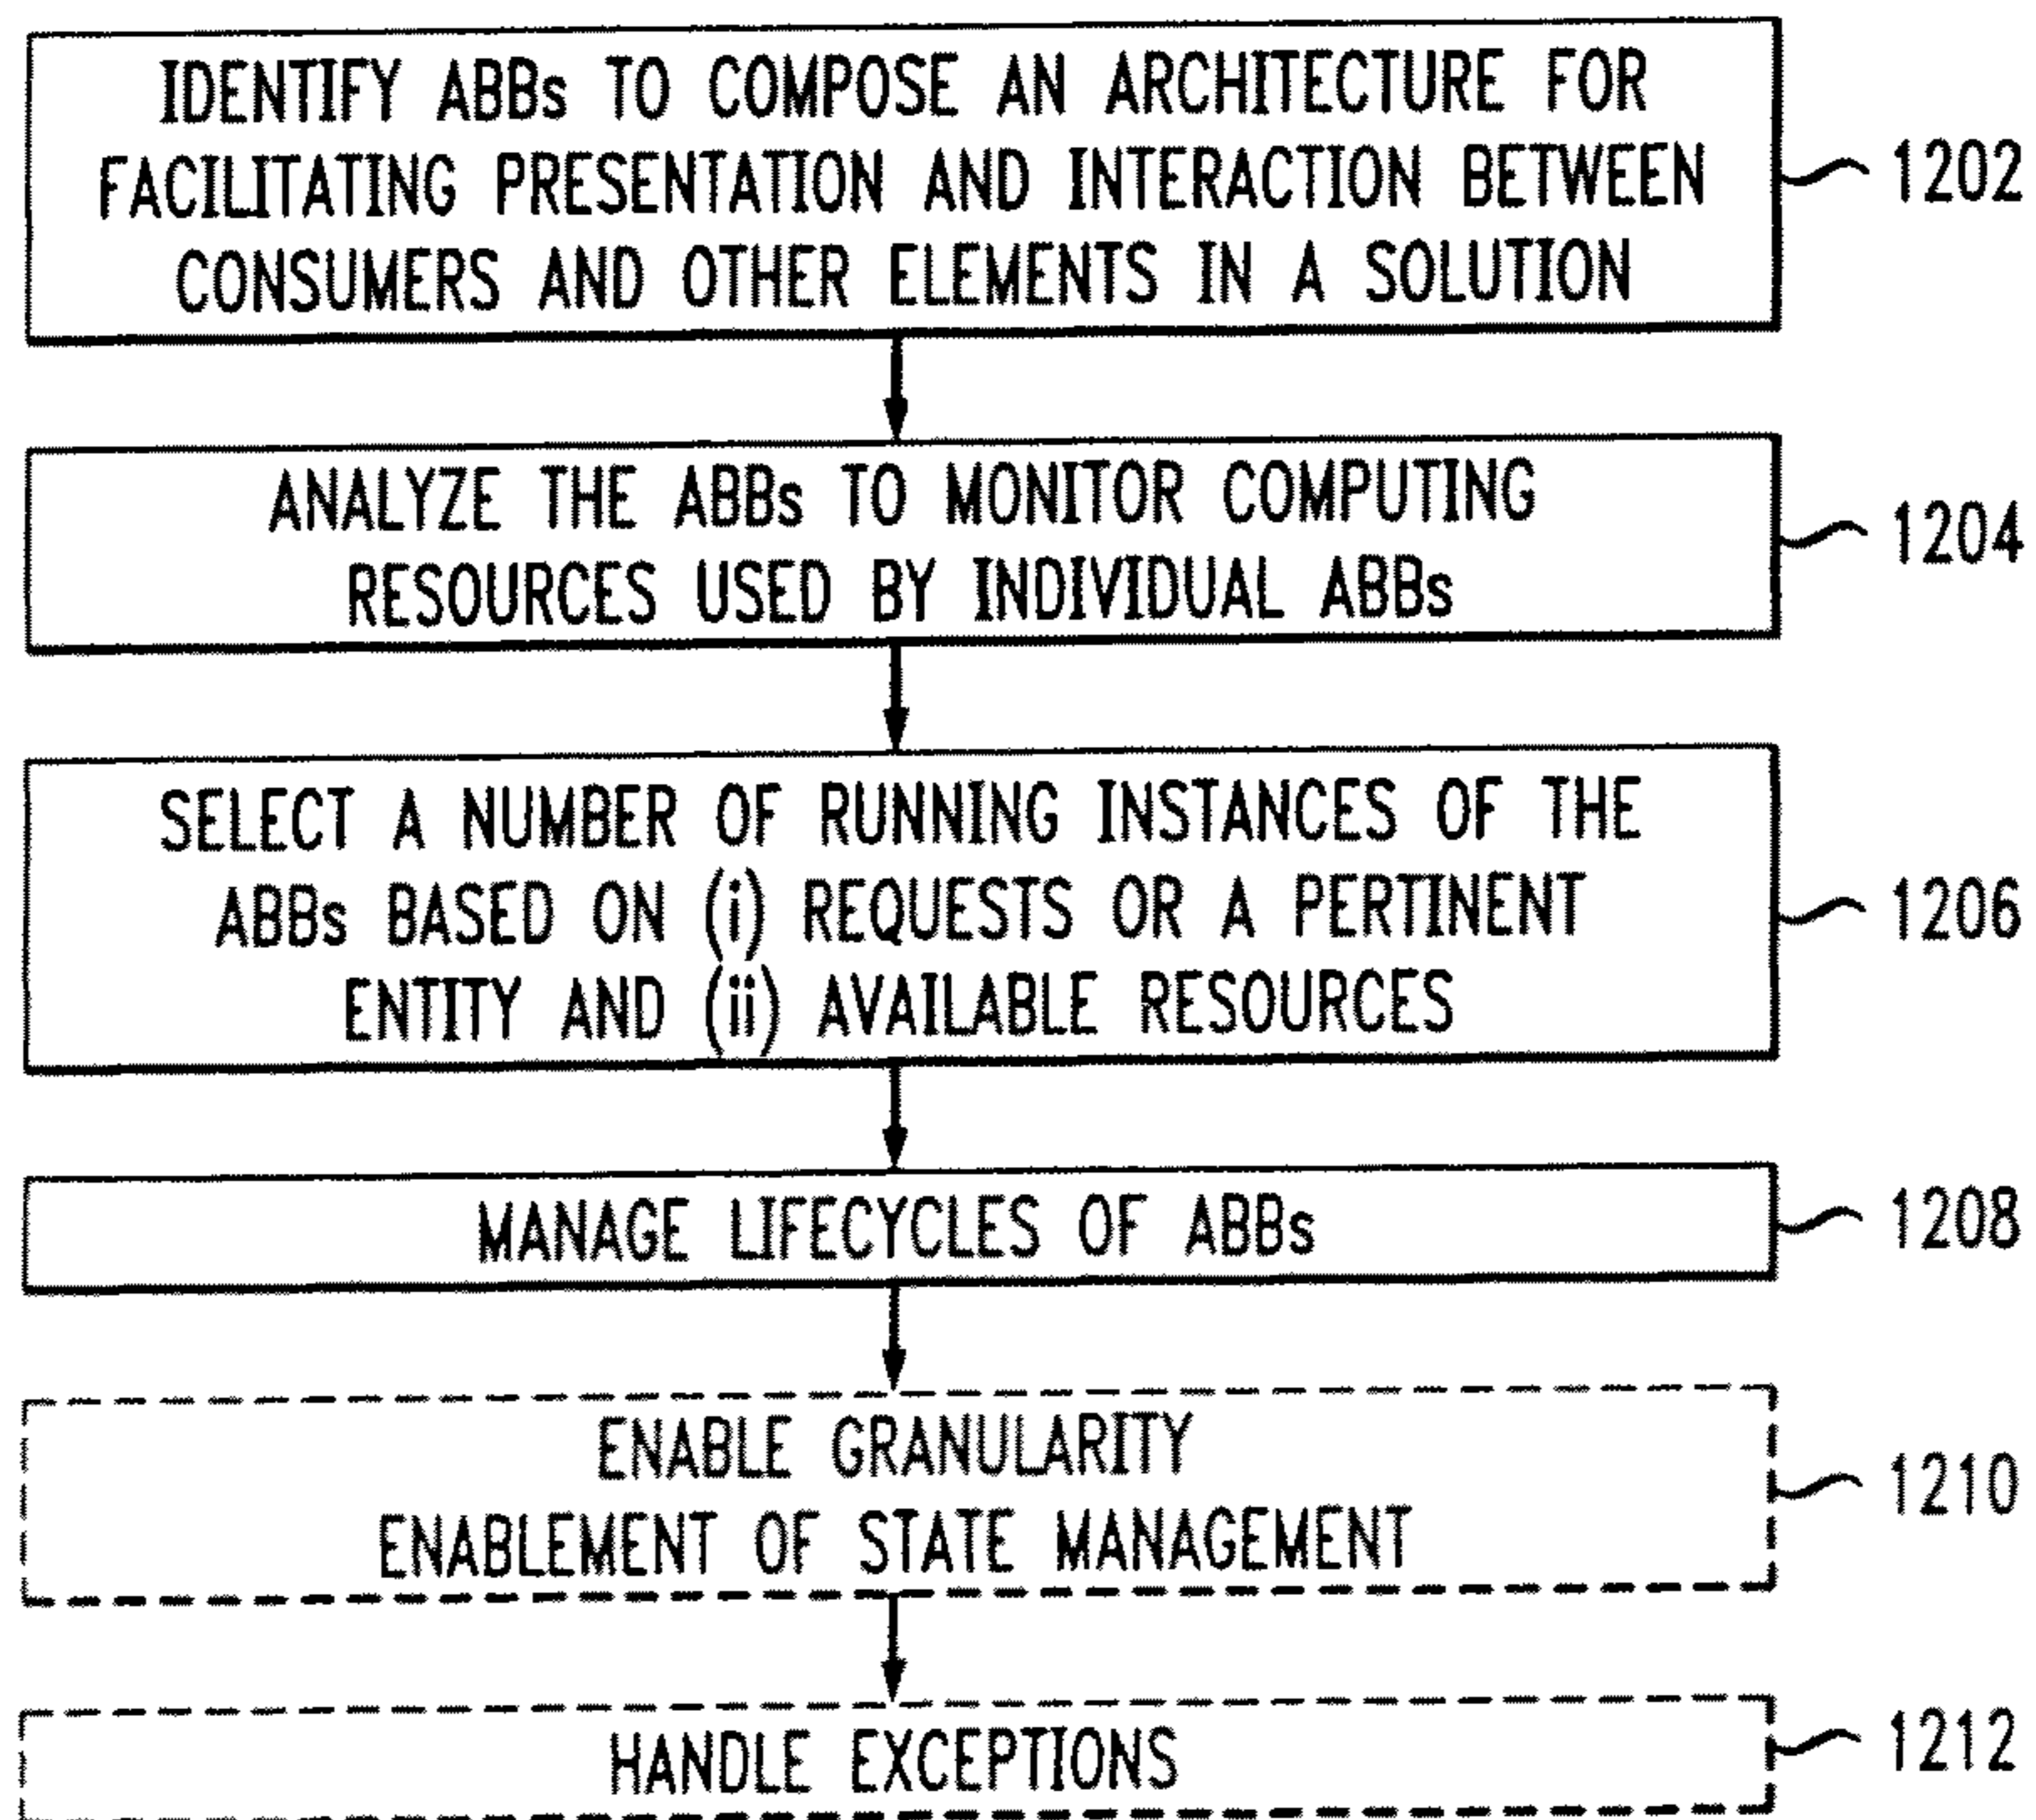 IDENTIFY ABBs TO COMPOSE AN ARCHITECTURE FOR
FACILITATING PRESENTATION AND INTERACTION BETWEEN
CONSUMERS AND OTHER ELEMENTS IN A SOLUTION
1202
ANALYZE THE ABBs TO MONITOR COMPUTING
RESOURCES USED BY INDIVIDUAL ABBs
1204
SELECT A NUMBER OF RUNNING INSTANCES OF THE
ABBs BASED ON (i) REQUESTS OR A PERTINENT
ENTITY AND (ii) AVAILABLE RESOURCES
1206
MANAGE LIFECYCLES OF ABBs
1208
ENABLE GRANULARITY
ENABLEMENT OF STATE MANAGEMENT
1210
HANDLE EXCEPTIONS
1212